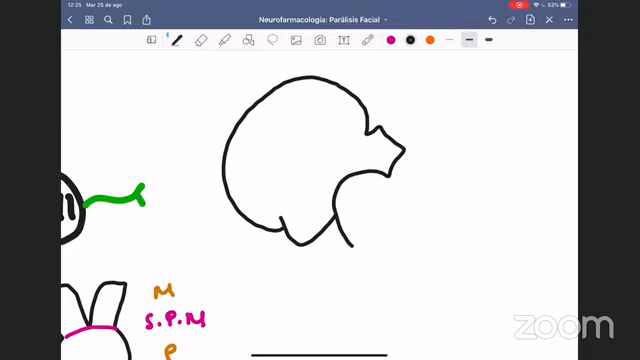 12:25 Mar 25 de ago
53%
Neurofarmacología: Parálisis Facial
M
S.P.M
P
zoom